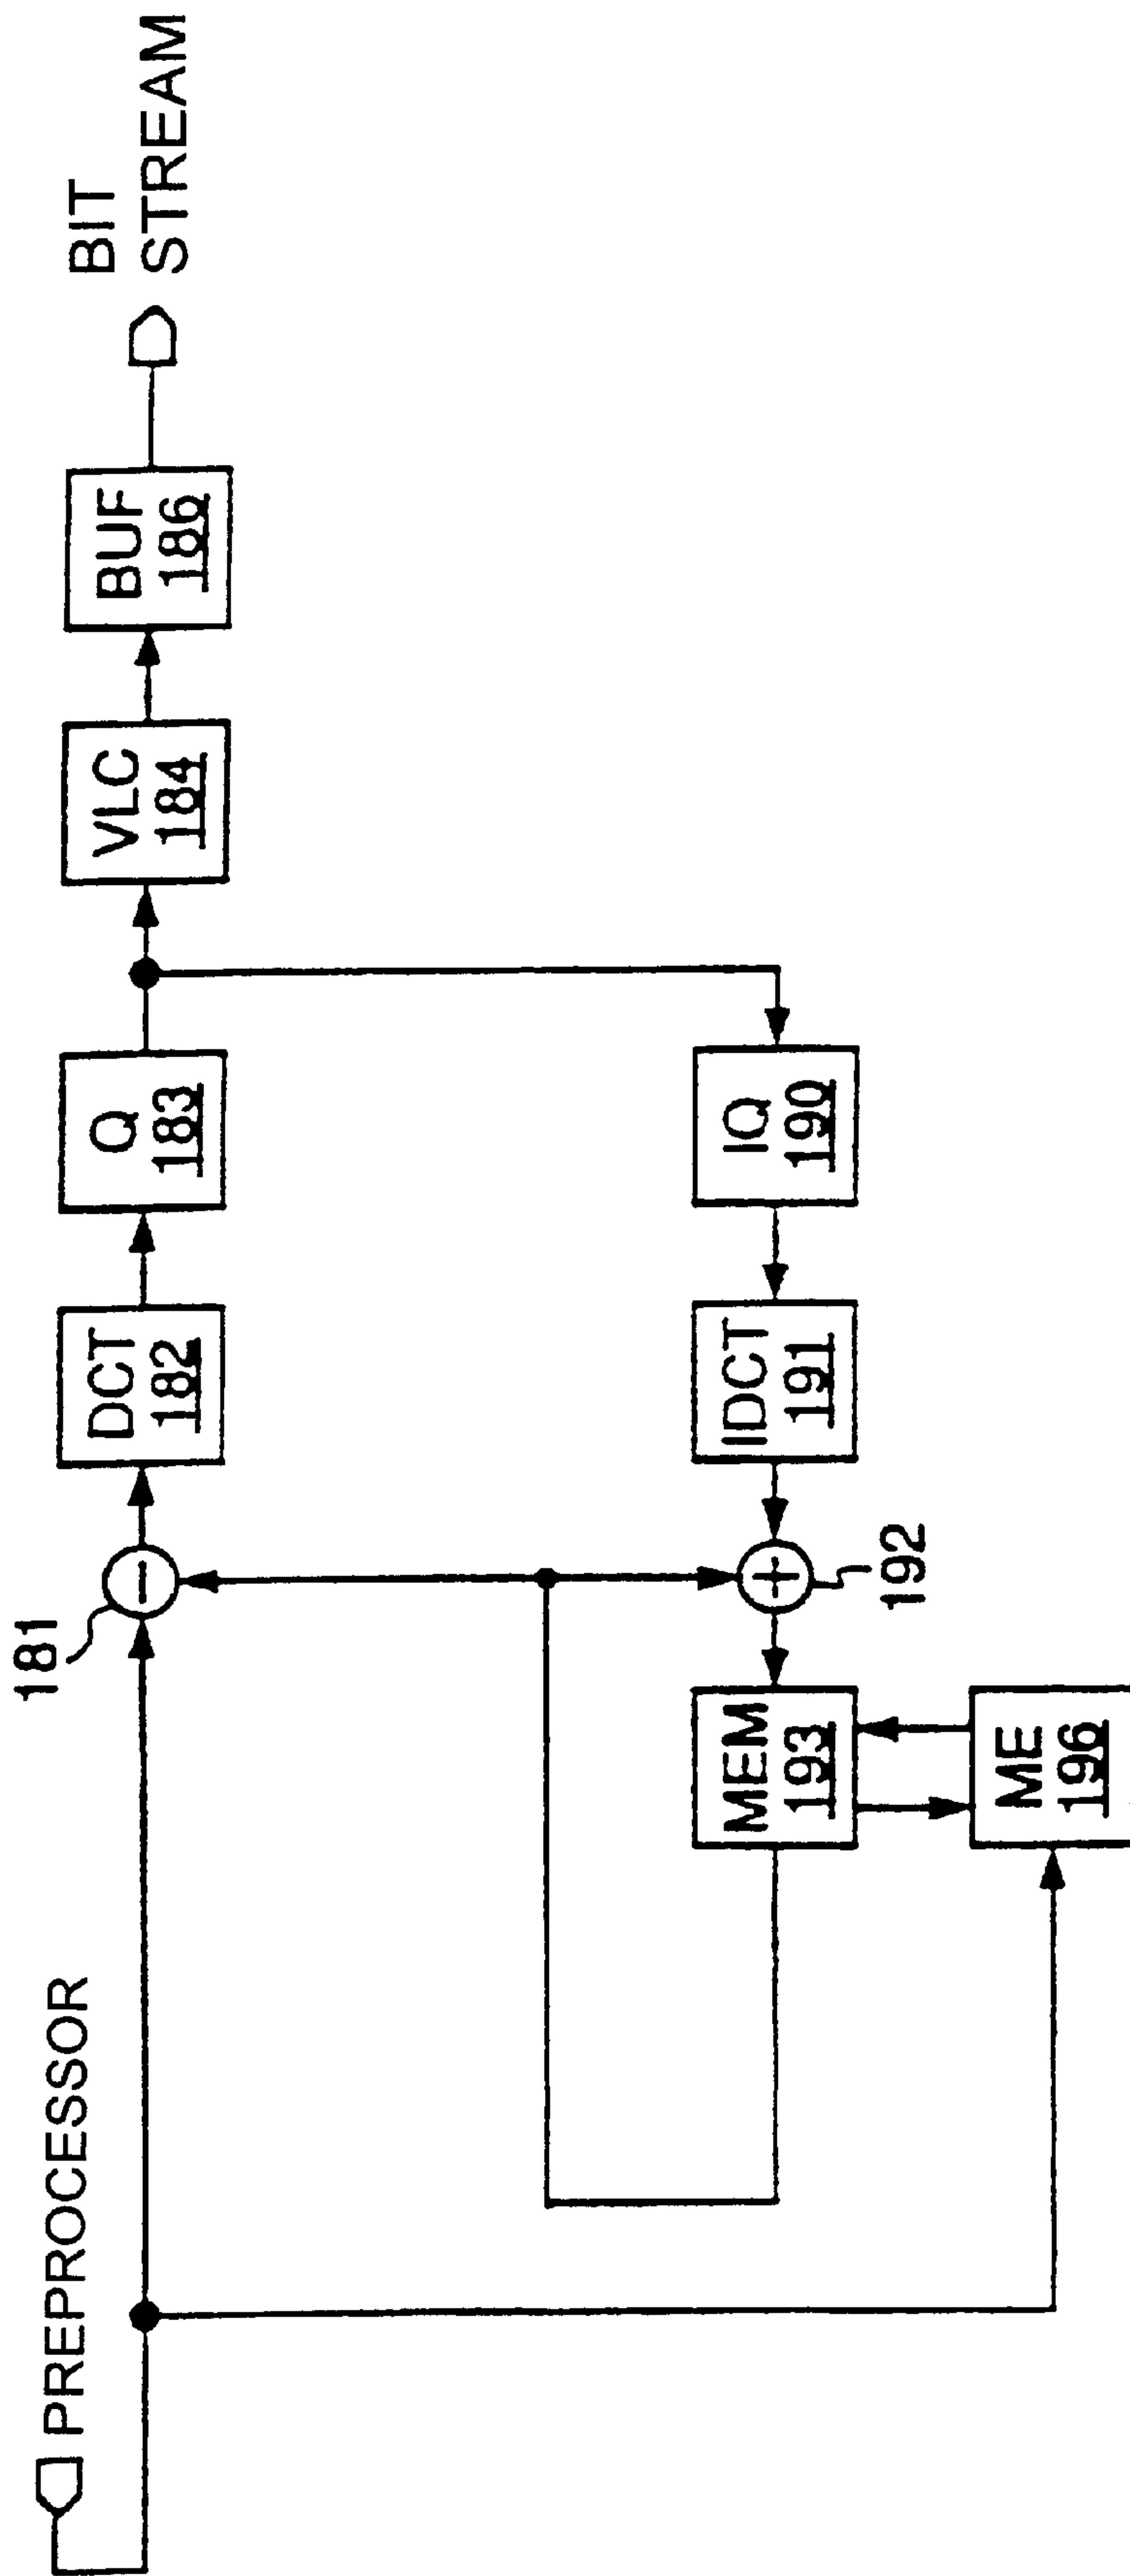 PREPROCESSOR
181
DCT
182
Q
183
VLC
184
BUF
186
BIT
STREAM
MEM
193
192
IDCT
191
IQ
190
ME
196